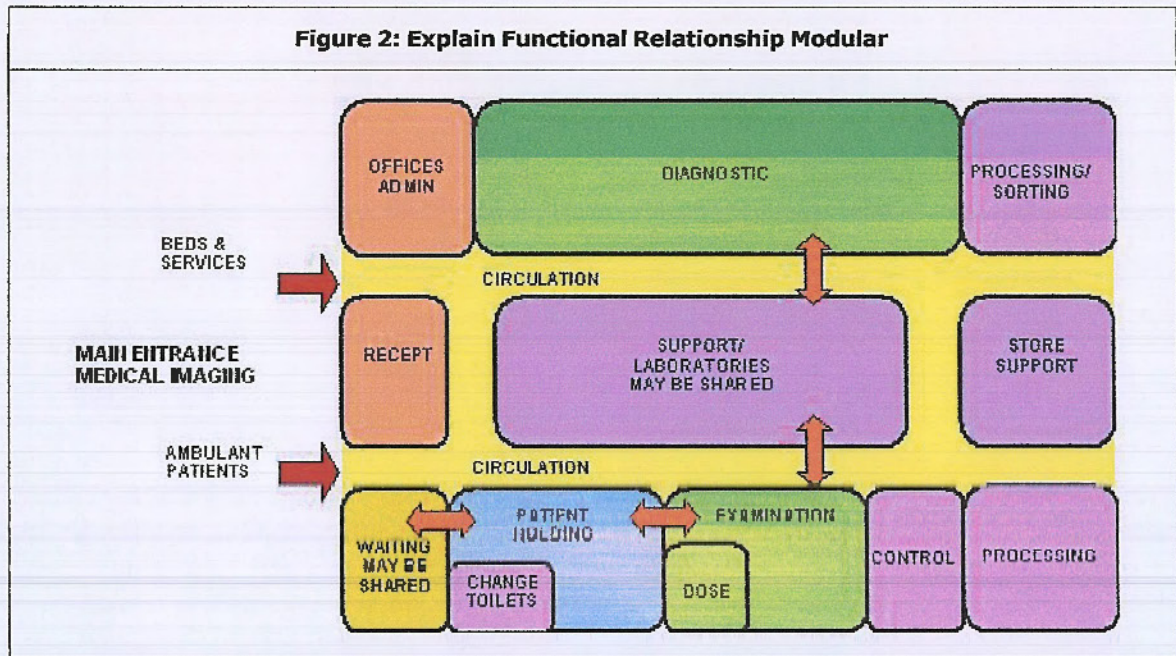 Figure 2: Explain Functional Relationship Modular
OFFICES
ADMIN
DIAGNOSTIC
PROCESSING/
SORTING
BEDS &
SERVICES
CIRCULATION
MAIN ENTRANCE
MEDICAL IMAGING
RECEPT
SUPPORT/
LABORATORIES
MAY BE SHARED
STORE
SUPPORT
AMBULANT
PATIENTS
CIRCULATION
WAITING
MAY BE
SHARED
PATIENT
HOLDING
CHANGE
TOILETS
EXAMINATION
DOSE
CONTROL
PROCESSING